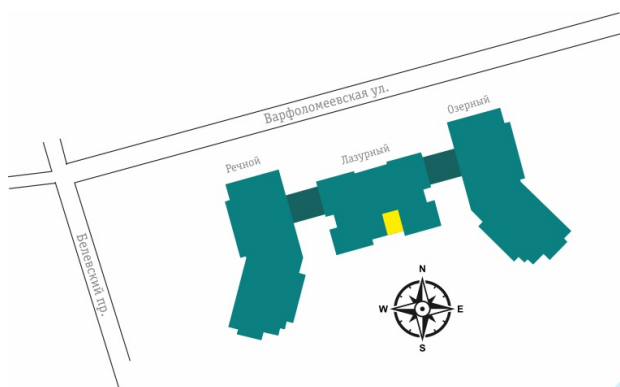 Варфоломеевская ул.
Озерный
Лазурный
Речной
Белевский пр.
N
W
E
S